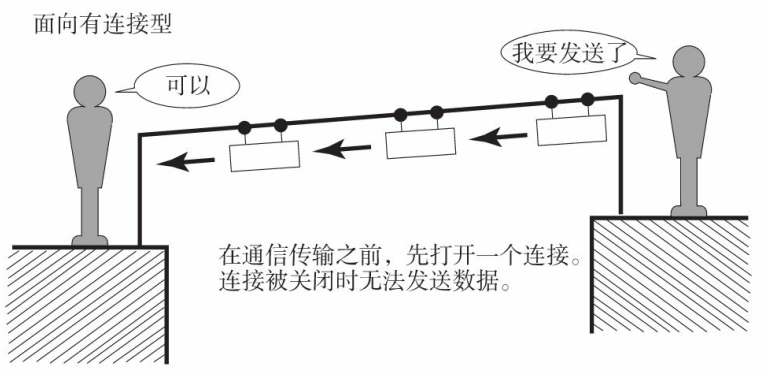 面向有连接型
我要发送了
可以
在通信传输之前，先打开一个连接。
连接被关闭时无法发送数据。